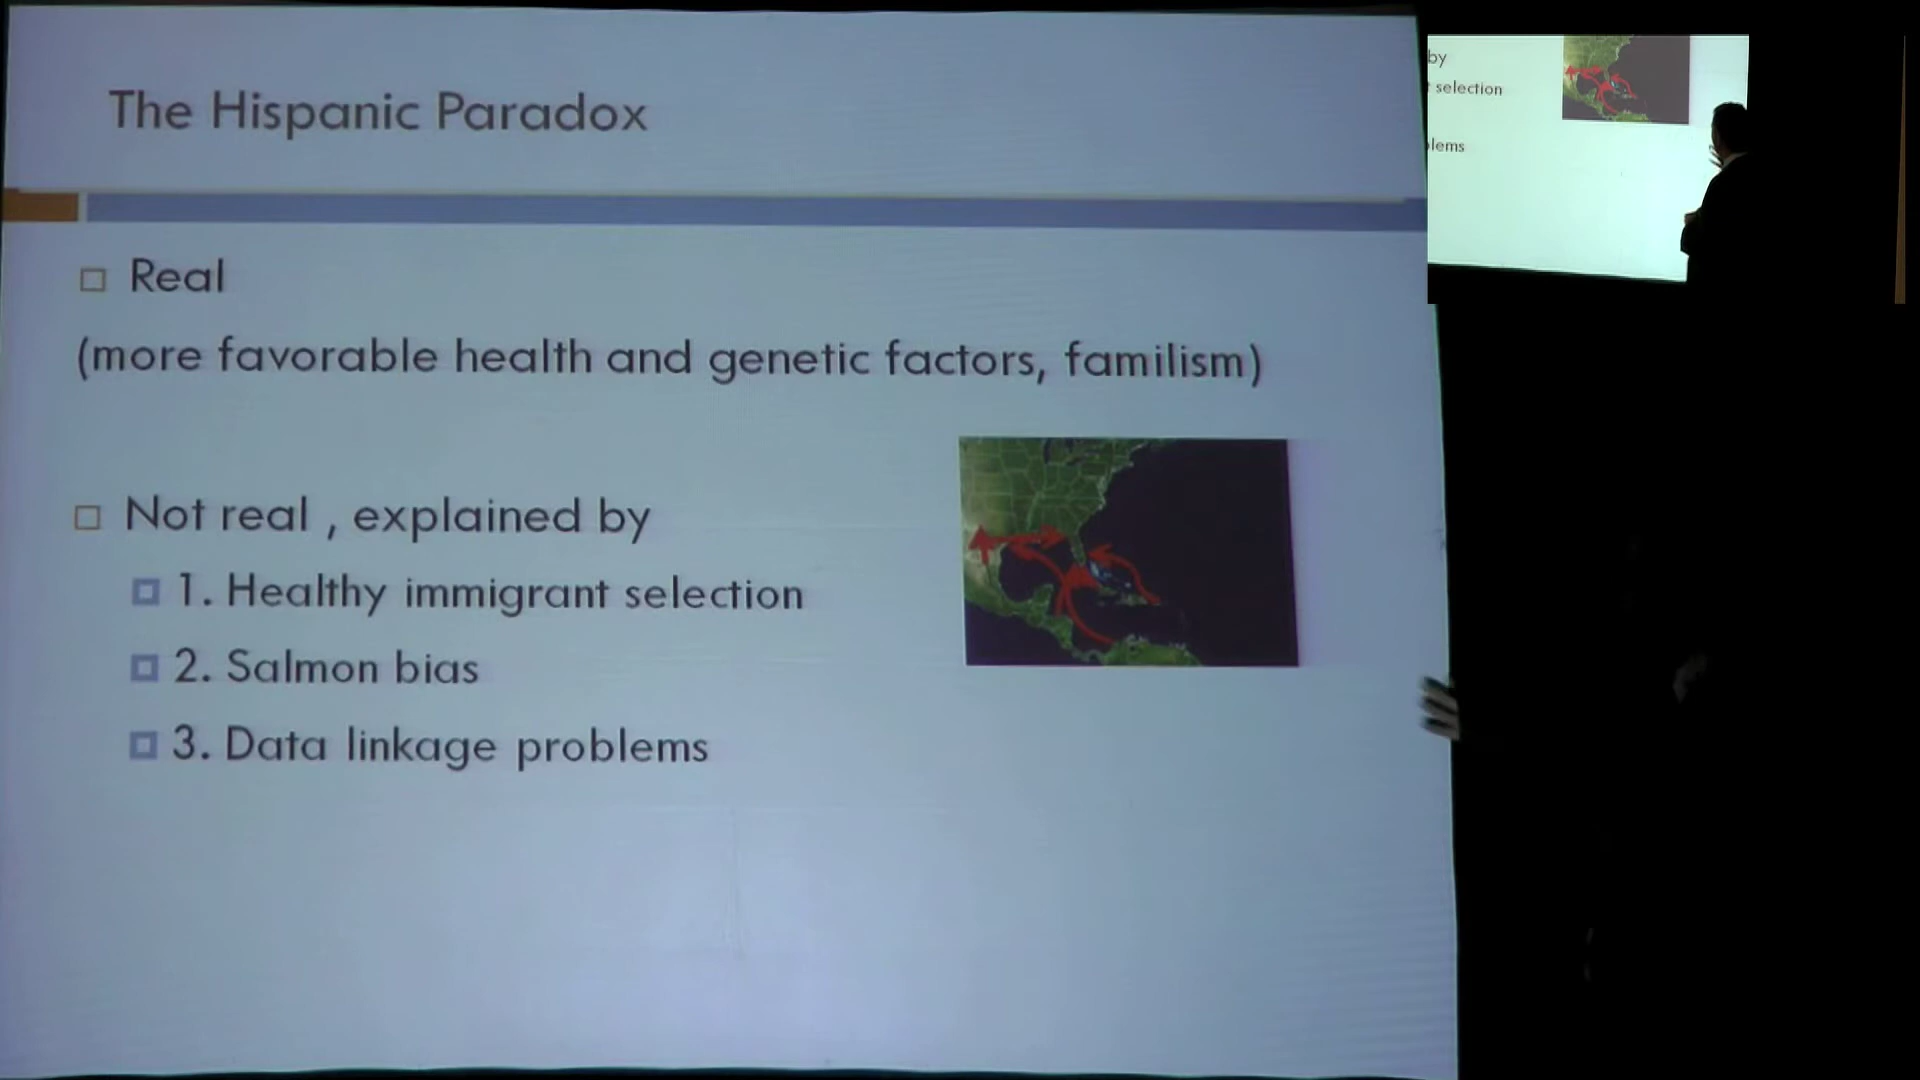 The Hispanic Paradox
Real
(more favorable health and genetic factors, familism)
Not real , explained by
1. Healthy immigrant selection
2. Salmon bias
3. Data linkage problems
by
selection
lems